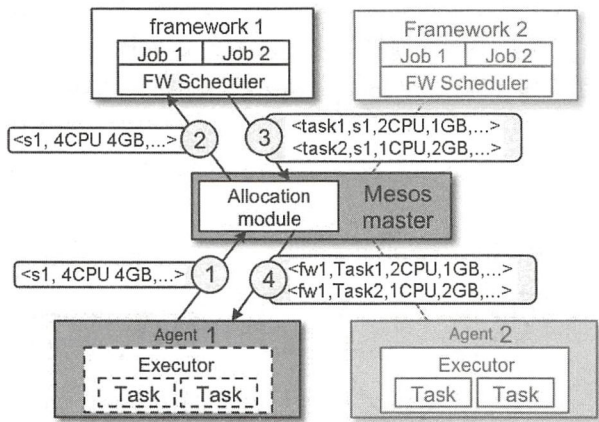 framework 1
Job 1 Job 2
FW Scheduler
Framework 2
Job 1 Job 2
FW Scheduler
<s1, 4CPU 4GB,...>
2
3
<task1,s1,2CPU,1GB,...>
<task2,s1,1CPU,2GB,...>
Allocation
module
Mesos
master
<s1, 4CPU 4GB,...>
1
4
<fw1,Task1,2CPU,1GB,...>
<fw1,Task2,1CPU,2GB,...>
Agent 1
Executor
Task Task
Agent 2
Executor
Task Task